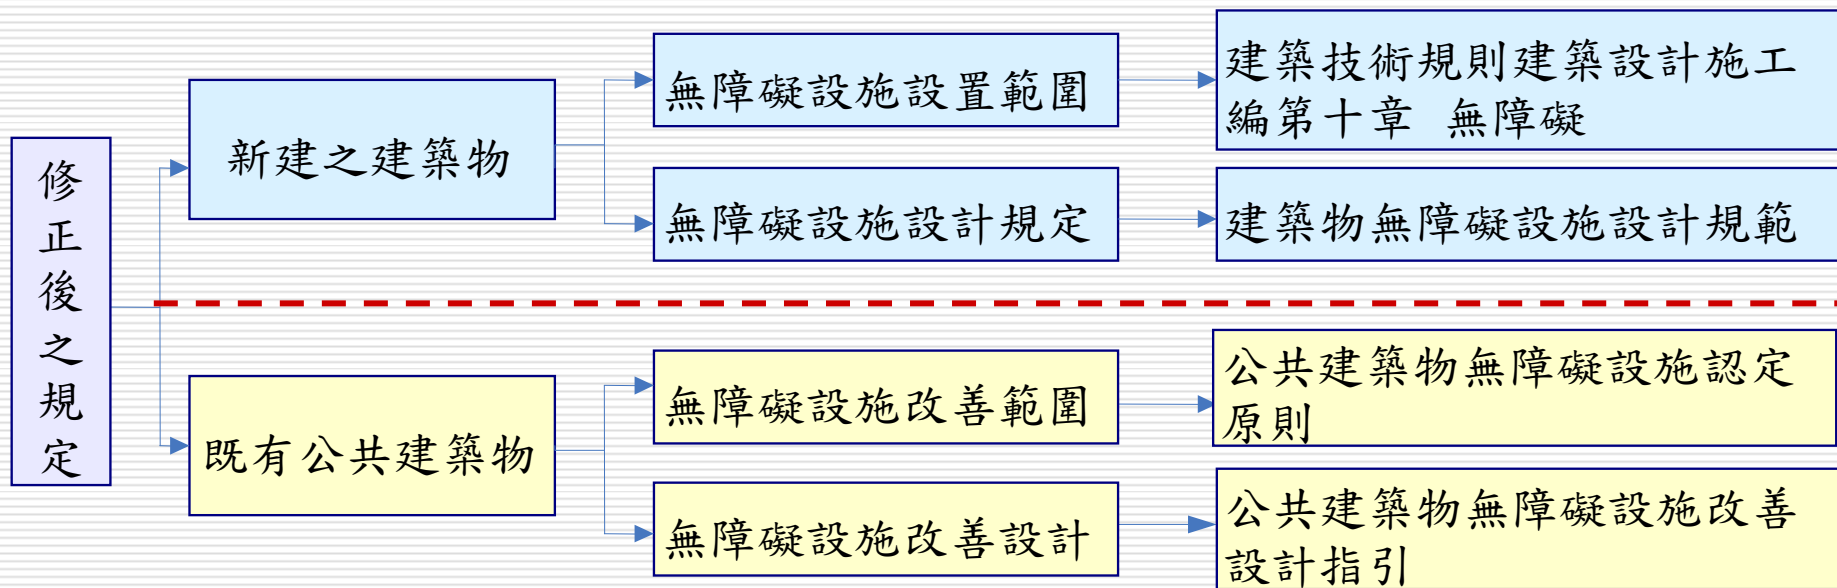 修正後之規定
新建之建築物
無障礙設施設置範圍
建築技術規則建築設計施工
編第十章 無障礙
無障礙設施設計規定
建築物無障礙設施設計規範
既有公共建築物
無障礙設施改善範圍
公共建築物無障礙設施認定
原則
無障礙設施改善設計
公共建築物無障礙設施改善
設計指引